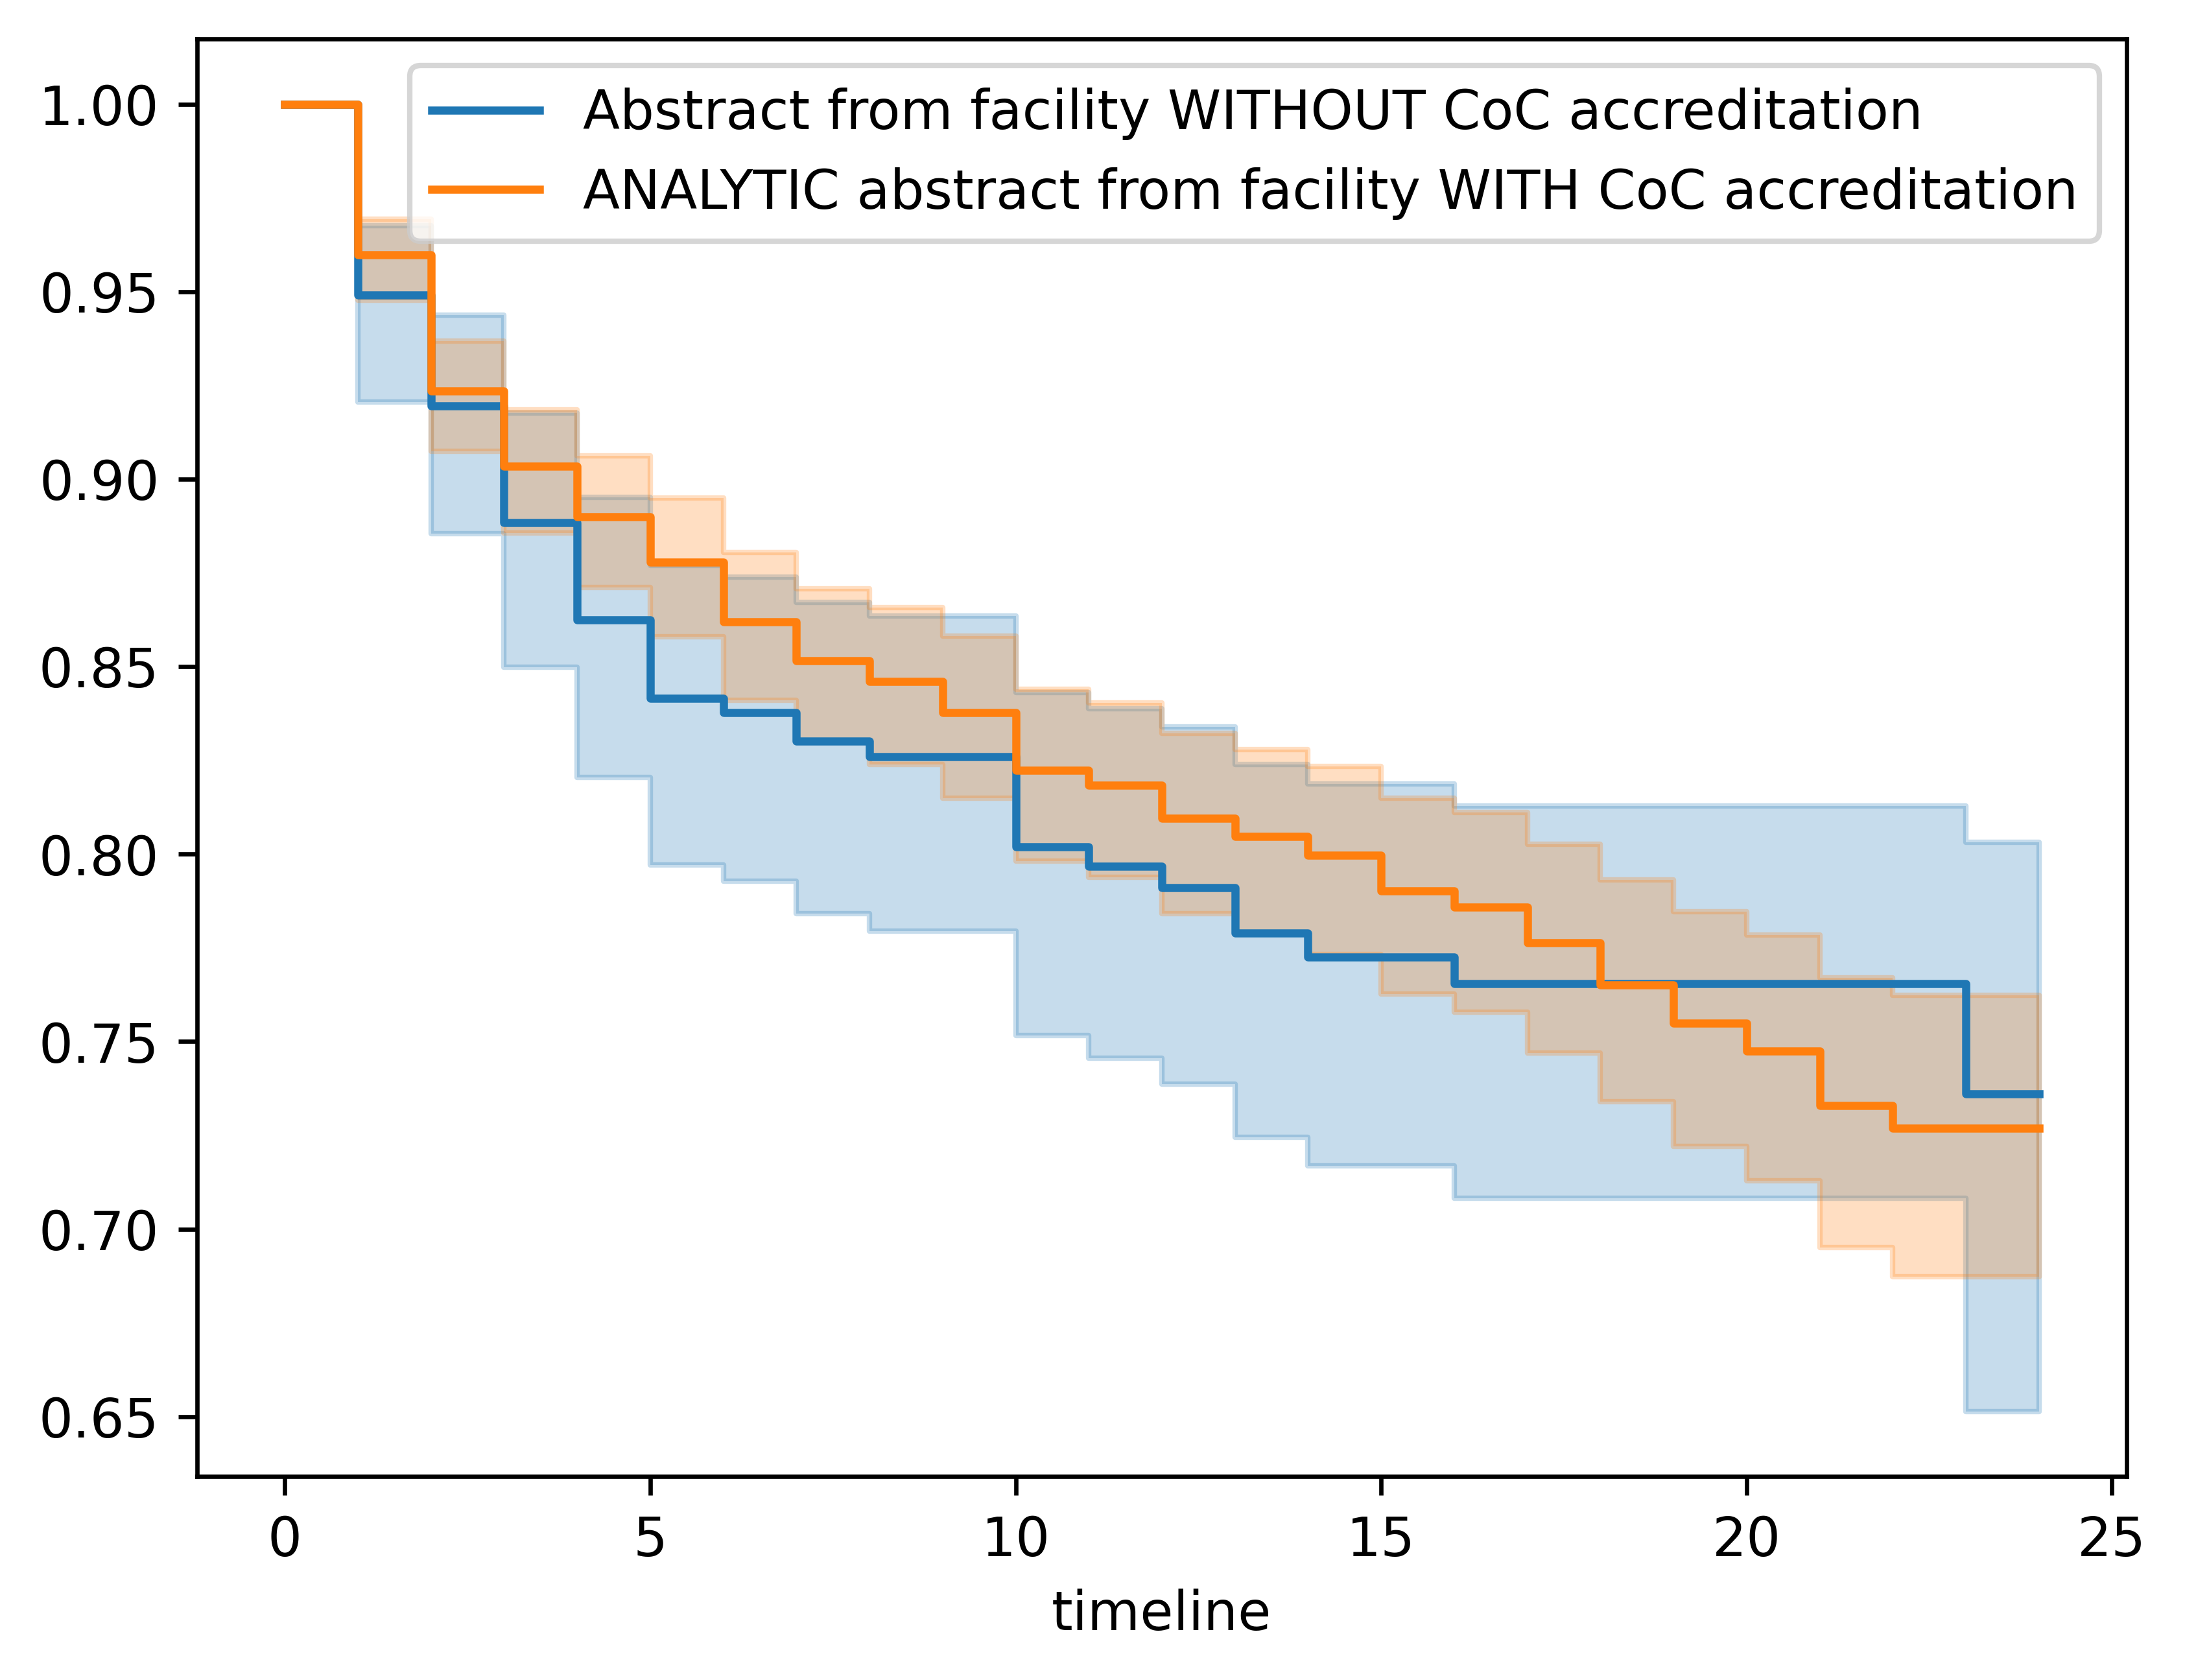 1.00
0.95
0.90
0.85
0.80
0.75
0.70
0.65
Abstract from facility WITHOUT CoC accreditation
ANALYTIC abstract from facility WITH CoC accreditation
0 5 10 15 20 25
timeline